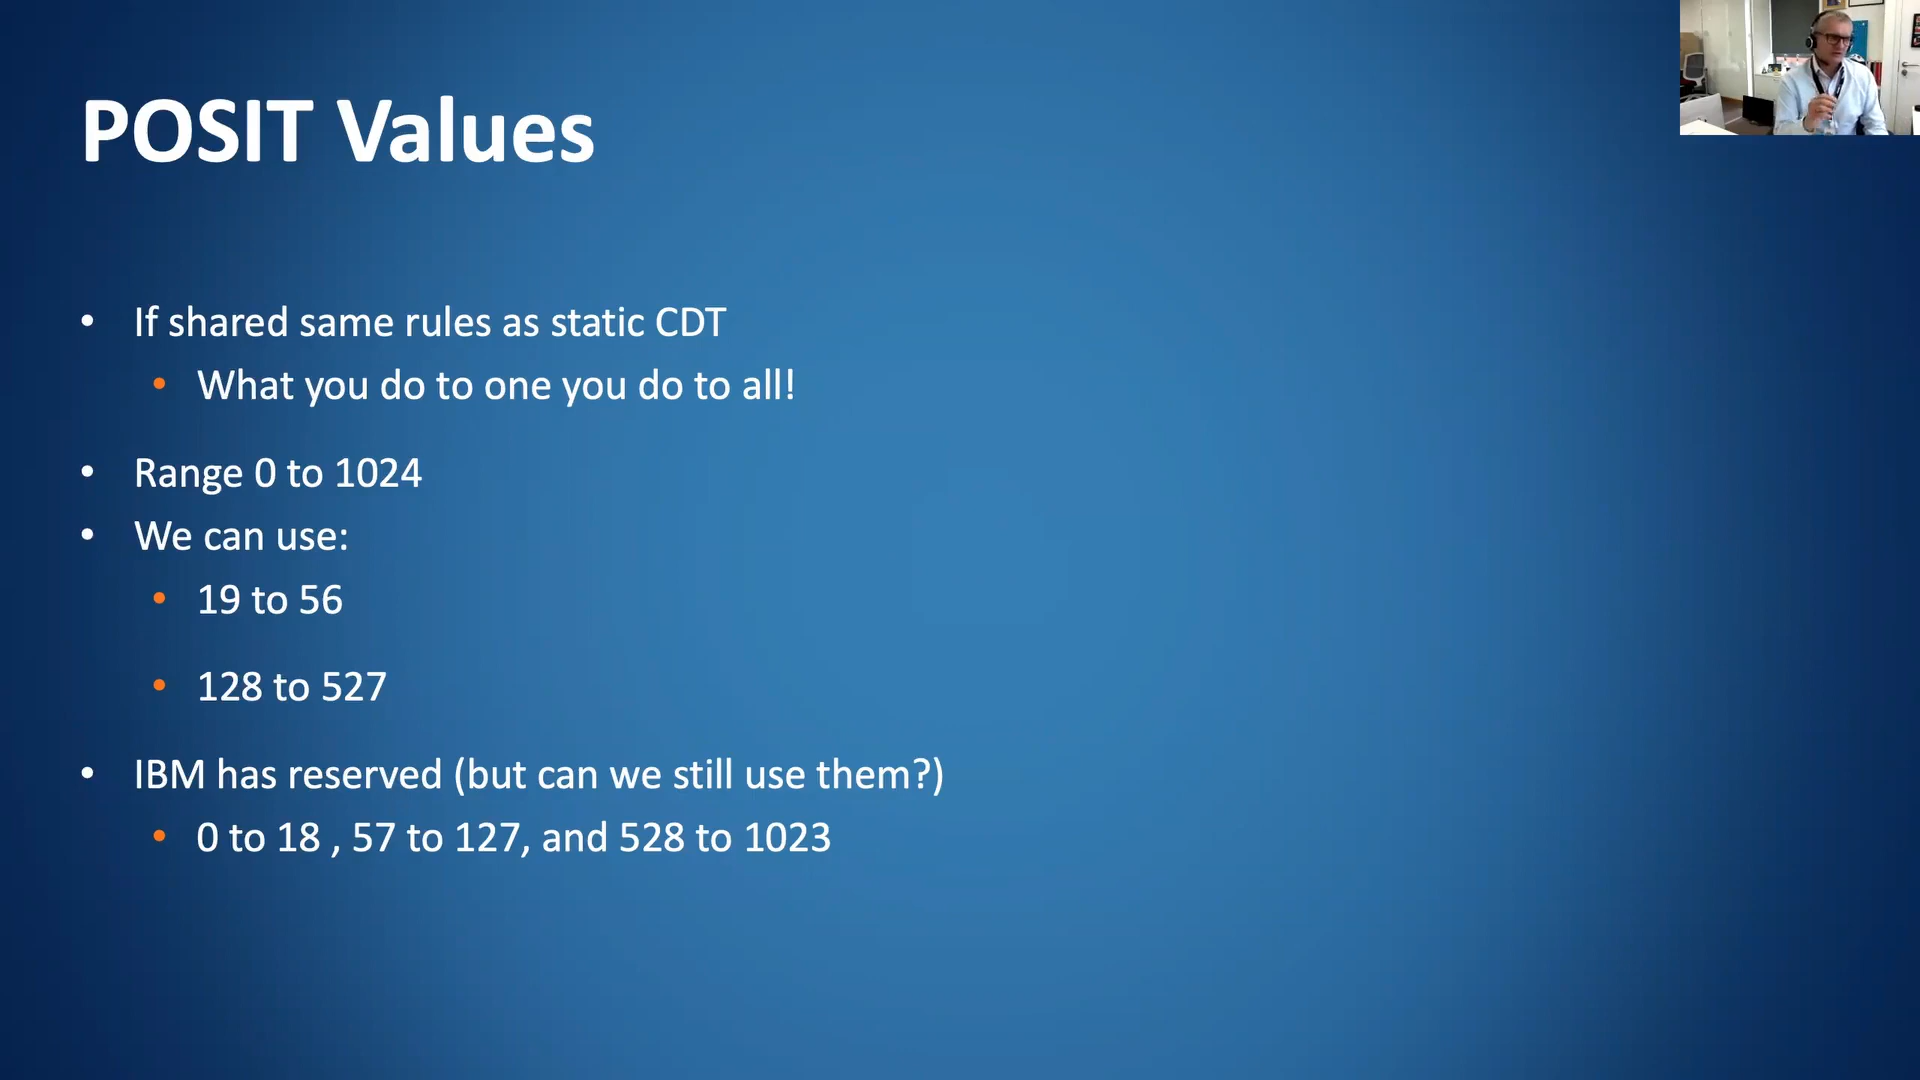 POSIT Values
• If shared same rules as static CDT
• What you do to one you do to all!
• Range 0 to 1024
• We can use:
• 19 to 56
• 128 to 527
• IBM has reserved (but can we still use them?)
• 0 to 18 , 57 to 127, and 528 to 1023